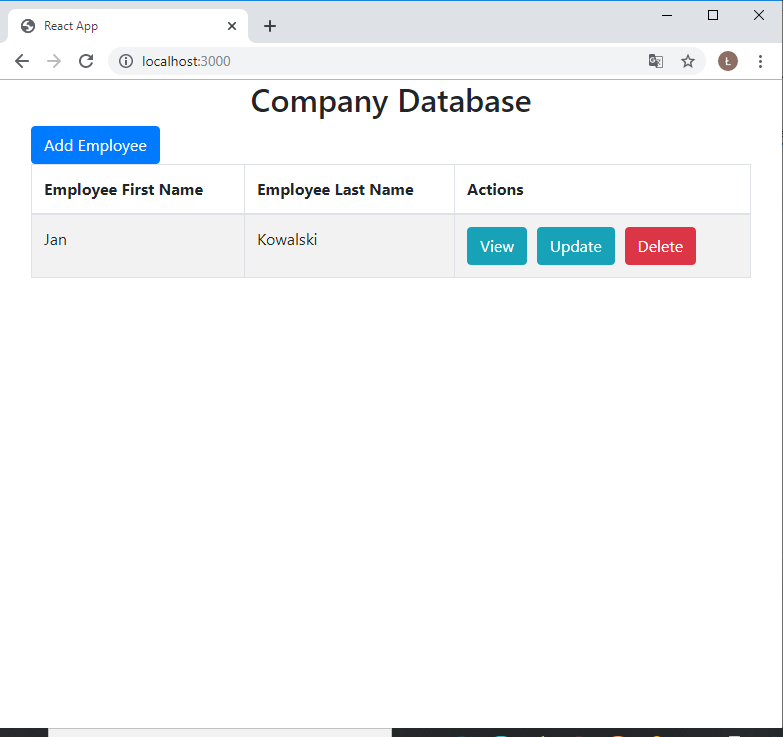 React App
localhost:3000
Ł
Company Database
Add Employee
Employee First Name Employee Last Name Actions
Jan Kowalski View Update Delete